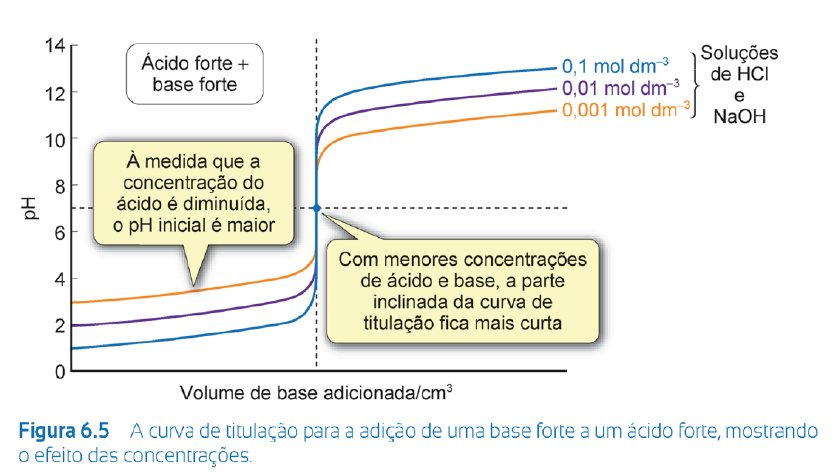 14
12
10
8
6
4
2
0
pH
Ácido forte +
base forte
0,1 mol dm⁻³
0,01 mol dm⁻³
0,001 mol dm⁻³
Soluções
de HCl
e
NaOH
À medida que a
concentração do
ácido é diminuída,
o pH inicial é maior
Com menores concentrações
de ácido e base, a parte
inclinada da curva de
titulação fica mais curta
Volume de base adicionada/cm³
Figura 6.5 A curva de titulação para a adição de uma base forte a um ácido forte, mostrando
o efeito das concentrações.